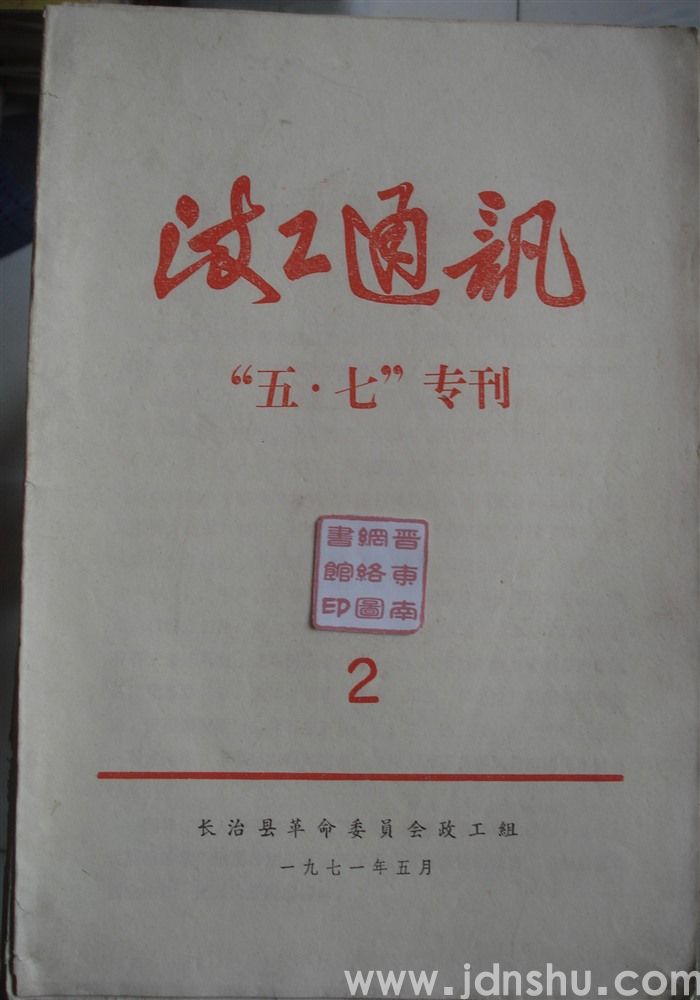 政工通訊
“五·七”专刊
晋東南
網絡圖
書館印
2
长治县革命委員会政工組
一九七一年五月
www.jdnshu.com